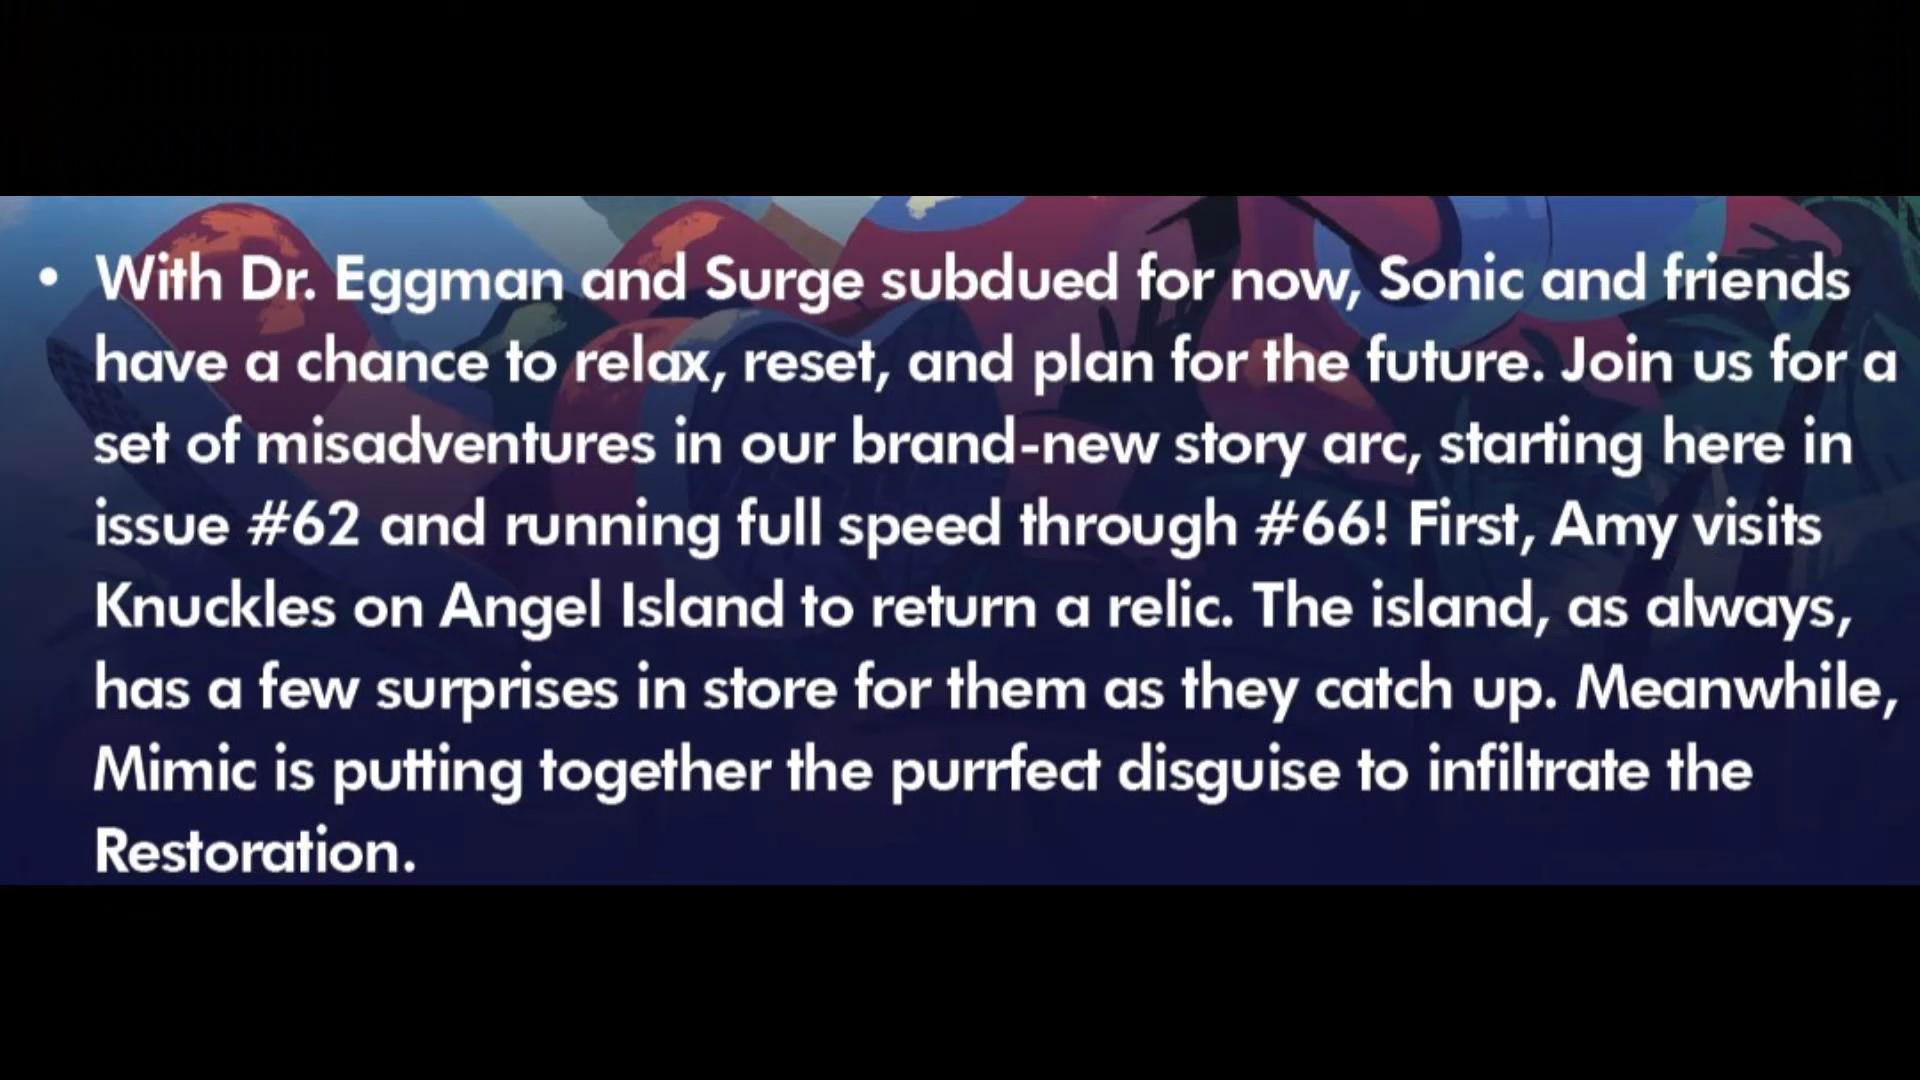 • With Dr. Eggman and Surge subdued for now, Sonic and friends
have a chance to relax, reset, and plan for the future. Join us for a
set of misadventures in our brand-new story arc, starting here in
issue #62 and running full speed through #66! First, Amy visits
Knuckles on Angel Island to return a relic. The island, as always,
has a few surprises in store for them as they catch up. Meanwhile,
Mimic is putting together the purrfect disguise to infiltrate the
Restoration.